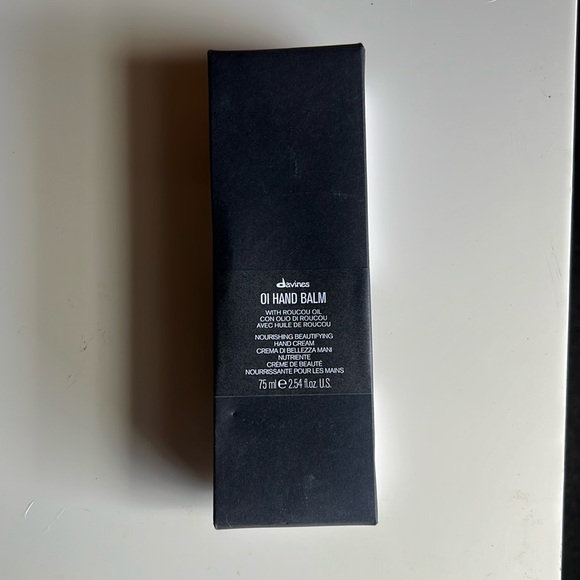 davines
OI HAND BALM
WITH ROUCOU OIL
CON OLIO DI ROUCOU
AVEC HUILE DE ROUCOU
NOURISHING BEAUTIFYING
HAND CREAM
CREMA DI BELLEZZA MANI
NUTRIENTE
CRÈME DE BEAUTÉ
NOURRISSANTE POUR LES MAINS
75 ml ℮ 2.54 fl.oz. U.S.